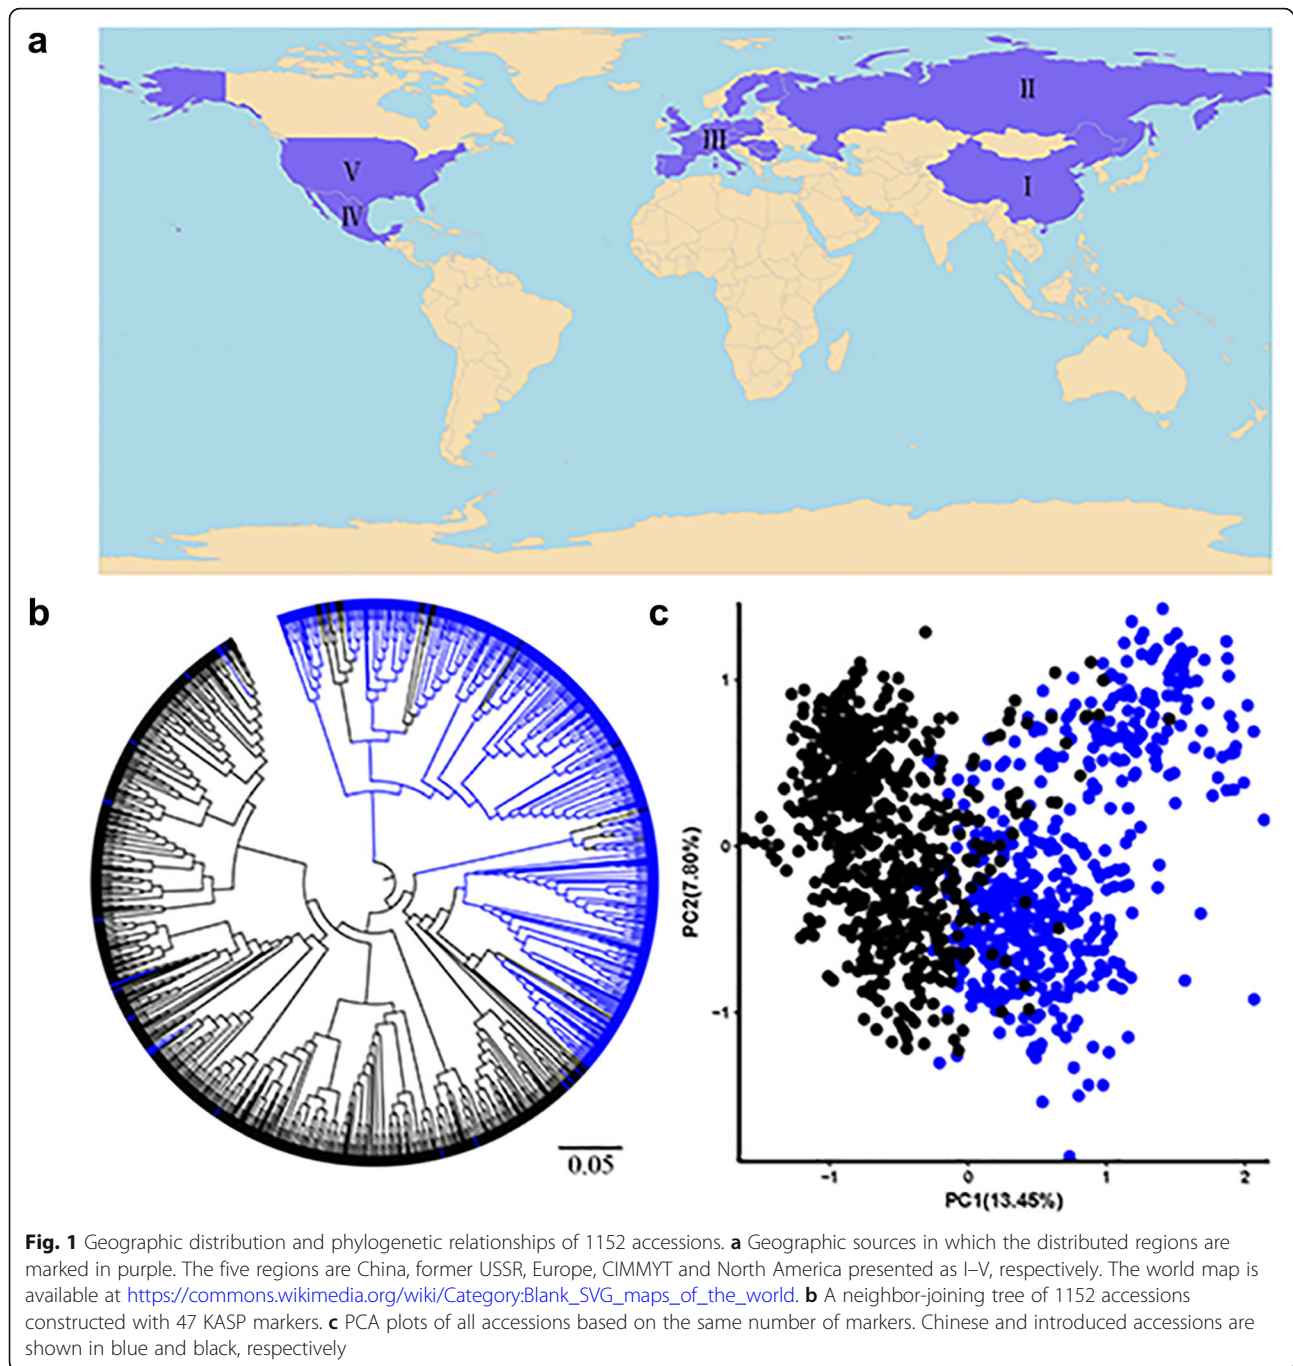 a
II
III
V
I
IV
b
c
1
0
−1
PC2(7.80%)
−1
0
1
2
PC1(13.45%)
0.05
Fig. 1 Geographic distribution and phylogenetic relationships of 1152 accessions. a Geographic sources in which the distributed regions are
marked in purple. The five regions are China, former USSR, Europe, CIMMYT and North America presented as I–V, respectively. The world map is
available at https://commons.wikimedia.org/wiki/Category:Blank_SVG_maps_of_the_world. b A neighbor-joining tree of 1152 accessions
constructed with 47 KASP markers. c PCA plots of all accessions based on the same number of markers. Chinese and introduced accessions are
shown in blue and black, respectively